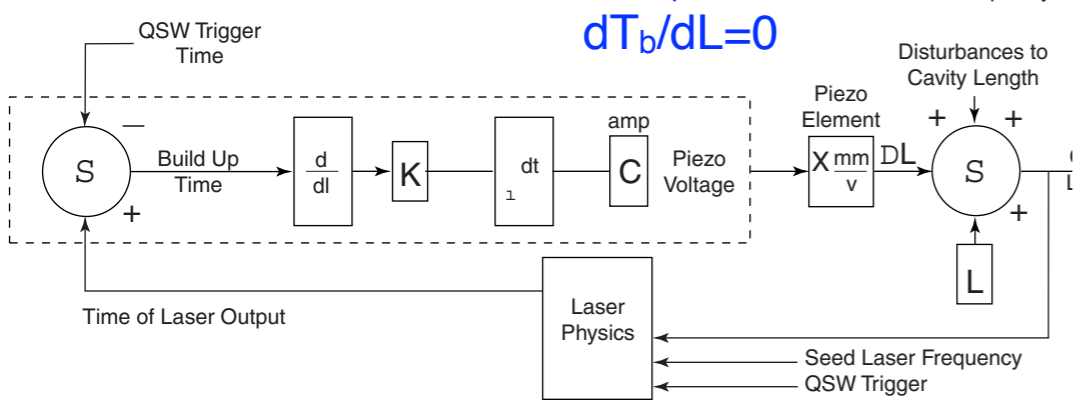 dTb/dL=0
QSW Trigger
Time
Disturbances to
Cavity Length
Piezo
Element
amp
S
−
+
Build Up
Time
d
dl
K
dt
C
Piezo
Voltage
X mm
v
DL
+
+
S
+
L
Time of Laser Output
Laser
Physics
Seed Laser Frequency
QSW Trigger